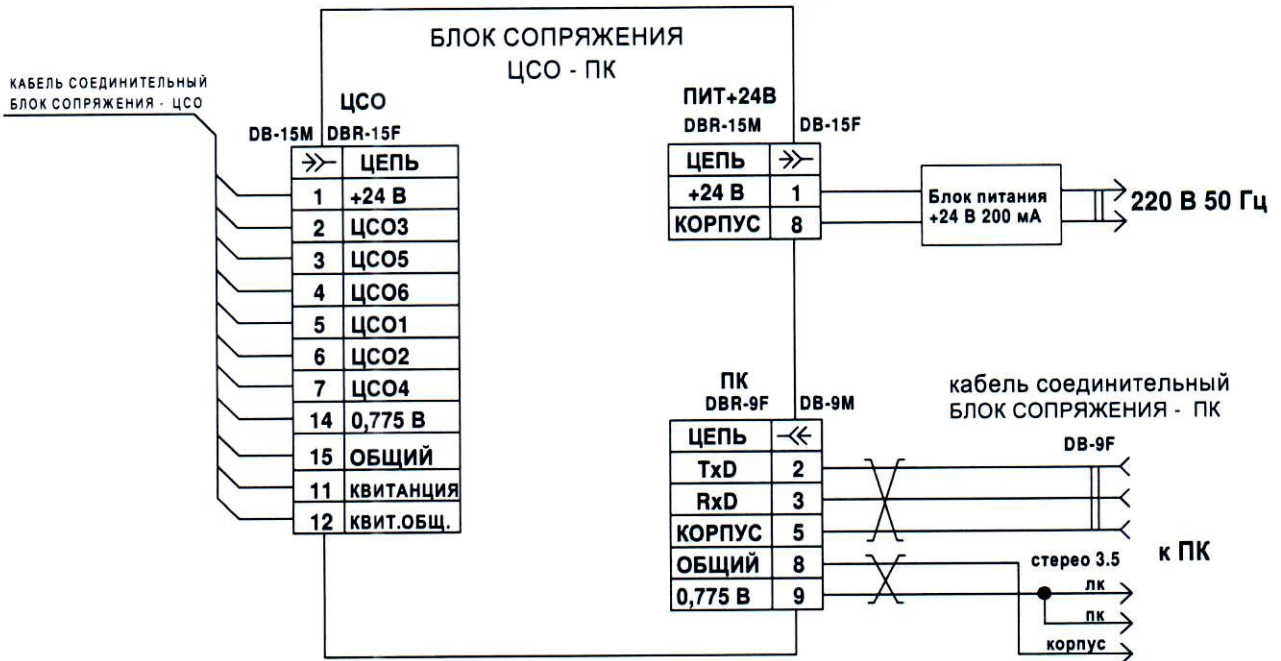 БЛОК СОПРЯЖЕНИЯ
ЦСО - ПК
КАБЕЛЬ СОЕДИНИТЕЛЬНЫЙ
БЛОК СОПРЯЖЕНИЯ - ЦСО
ЦСО
DB-15M DBR-15F
ЦЕПЬ
1 +24 В
2 ЦСО3
3 ЦСО5
4 ЦСО6
5 ЦСО1
6 ЦСО2
7 ЦСО4
14 0,775 В
15 ОБЩИЙ
11 КВИТАНЦИЯ
12 КВИТ.ОБЩ.
ПИТ+24В
DBR-15M DB-15F
ЦЕПЬ
+24 В 1
КОРПУС 8
Блок питания
+24 В 200 мА
220 В 50 Гц
ПК
DBR-9F DB-9M
ЦЕПЬ
TxD 2
RxD 3
КОРПУС 5
ОБЩИЙ 8
0,775 В 9
кабель соединительный
БЛОК СОПРЯЖЕНИЯ - ПК
DB-9F
к ПК
стерео 3.5
лк
пк
корпус